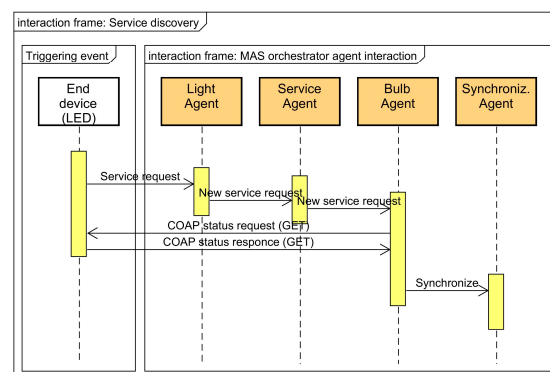 interaction frame: Service discovery
Triggering event
interaction frame: MAS orchestrator agent interaction
End
device
(LED)
Light
Agent
Service
Agent
Bulb
Agent
Synchroniz.
Agent
Service request
New service request
New service request
COAP status request (GET)
COAP status responce (GET)
Synchronize